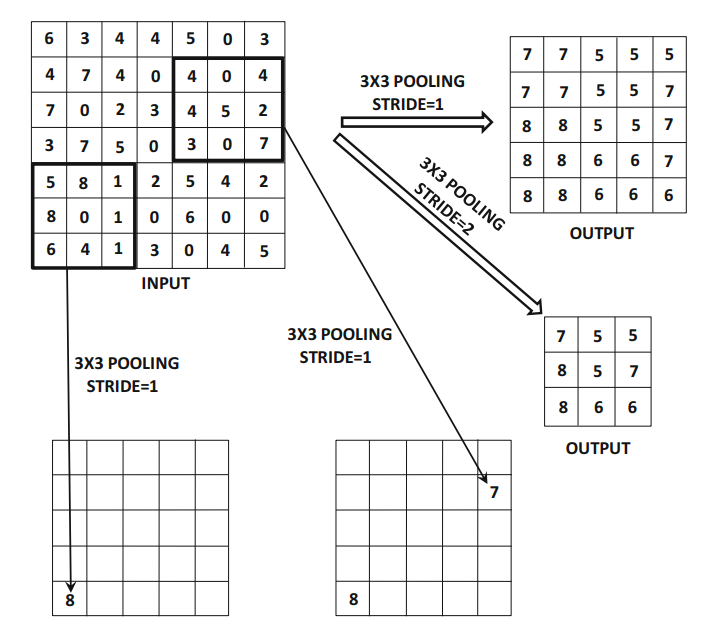 6 3 4 4 5 0 3
4 7 4 0 4 0 4
7 0 2 3 4 5 2
3 7 5 0 3 0 7
5 8 1 2 5 4 2
8 0 1 0 6 0 0
6 4 1 3 0 4 5
INPUT
3X3 POOLING
STRIDE=1
7 7 5 5 5
7 7 5 5 7
8 8 5 5 7
8 8 6 6 7
8 8 6 6 6
OUTPUT
3X3 POOLING
STRIDE=2
7 5 5
8 5 7
8 6 6
OUTPUT
3X3 POOLING
STRIDE=1
3X3 POOLING
STRIDE=1
8
7
8